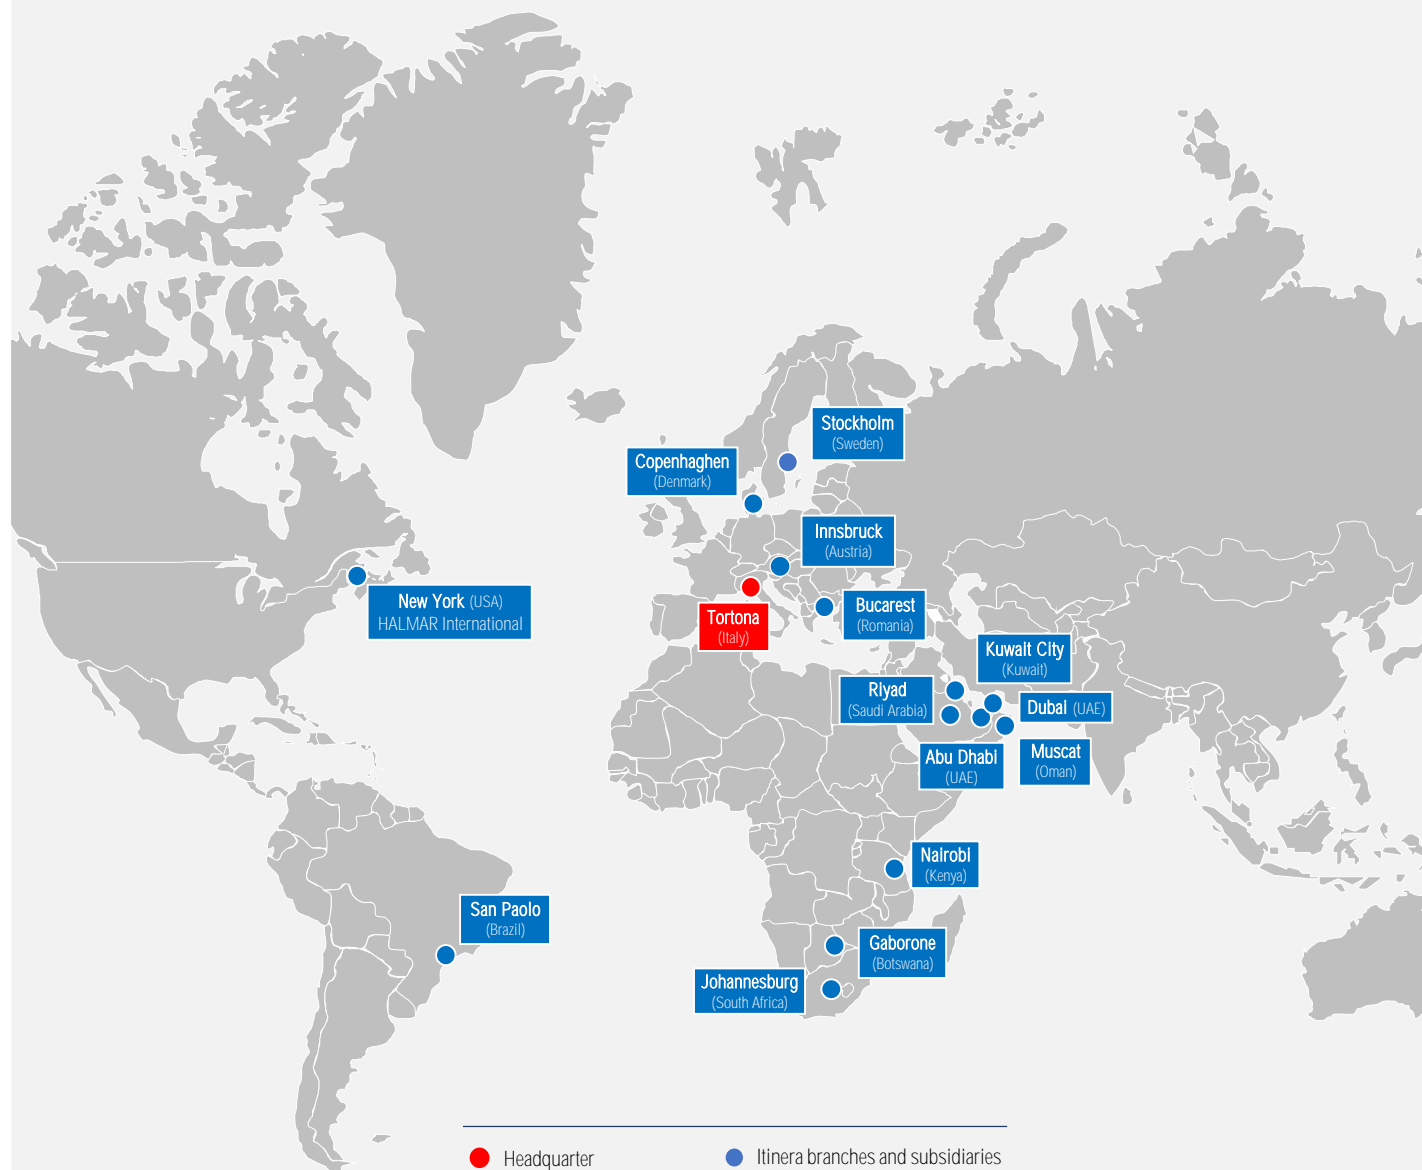 Stockholm
(Sweden)
Copenhaghen
(Denmark)
Innsbruck
(Austria)
New York (USA)
HALMAR International
Tortona
(Italy)
Bucarest
(Romania)
Kuwait City
(Kuwait)
Riyad
(Saudi Arabia)
Dubai (UAE)
Abu Dhabi
(UAE)
Muscat
(Oman)
Nairobi
(Kenya)
San Paolo
(Brazil)
Gaborone
(Botswana)
Johannesburg
(South Africa)
Headquarter
Itinera branches and subsidiaries